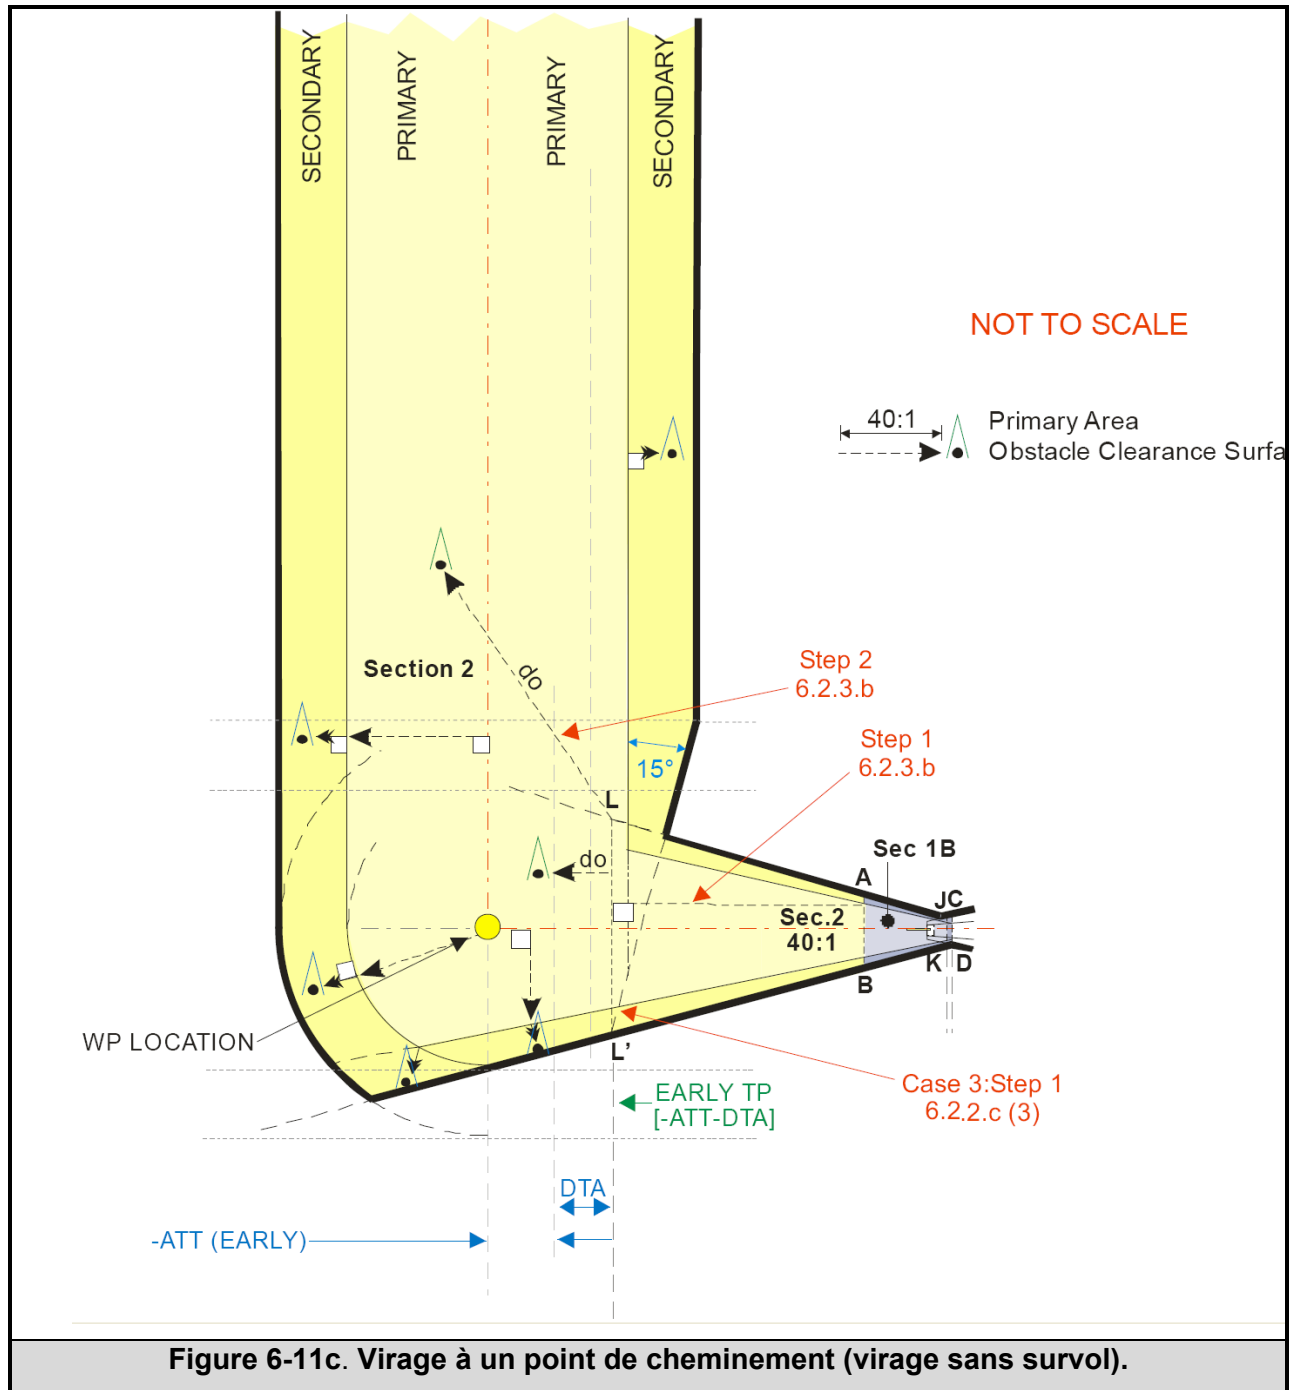 SECONDARY
PRIMARY
PRIMARY
SECONDARY
NOT TO SCALE
40:1
Primary Area
Obstacle Clearance Surfa
Section 2
do
Step 2
6.2.3.b
Step 1
6.2.3.b
15°
L
do
Sec 1B
A
JC
Sec.2
40:1
K D
B
WP LOCATION
L’
EARLY TP
[-ATT-DTA]
Case 3:Step 1
6.2.2.c (3)
DTA
-ATT (EARLY)
Figure 6-11c. Virage à un point de cheminement (virage sans survol).